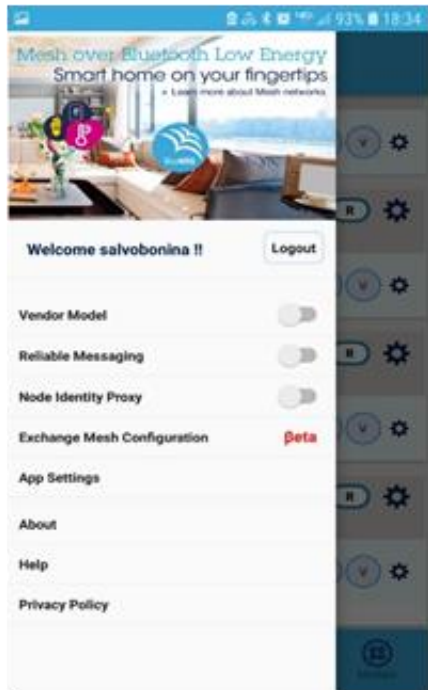 93% 18:34
Mesh over Bluetooth Low Energy
Smart home on your fingertips
» Learn more about Mesh networks
Welcome salvobonina !!
Logout
Vendor Model
Reliable Messaging
Node Identity Proxy
Exchange Mesh Configuration
βeta
App Settings
About
Help
Privacy Policy
V
R
V
R
V
R
V